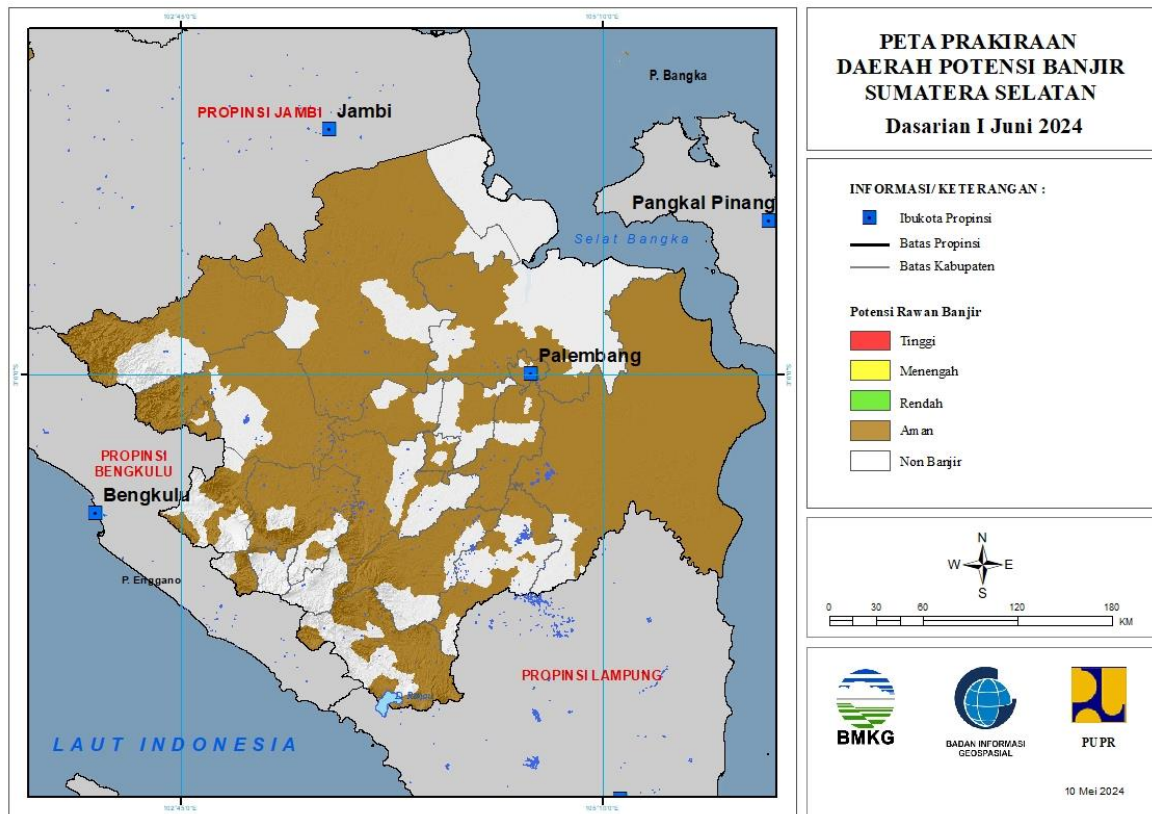 PETA PRAKIRAAN
DAERAH POTENSI BANJIR
SUMATERA SELATAN
Dasarian I Juni 2024
P. Bangka
PROPINSI JAMBI
Jambi
Pangkal Pinang
Selat Bangka
Palembang
PROPINSI
BENGKULU
Bengkulu
P. Enggano
PROPINSI LAMPUNG
LAUT INDONESIA
INFORMASI/ KETERANGAN :
Ibukota Propinsi
Batas Propinsi
Batas Kabupaten
Potensi Rawan Banjir
Tinggi
Menengah
Rendah
Aman
Non Banjir
N
W
E
S
0 30 60 120 180
KM
BMKG
BADAN INFORMASI
GEOSPASIAL
PUPR
10 Mei 2024